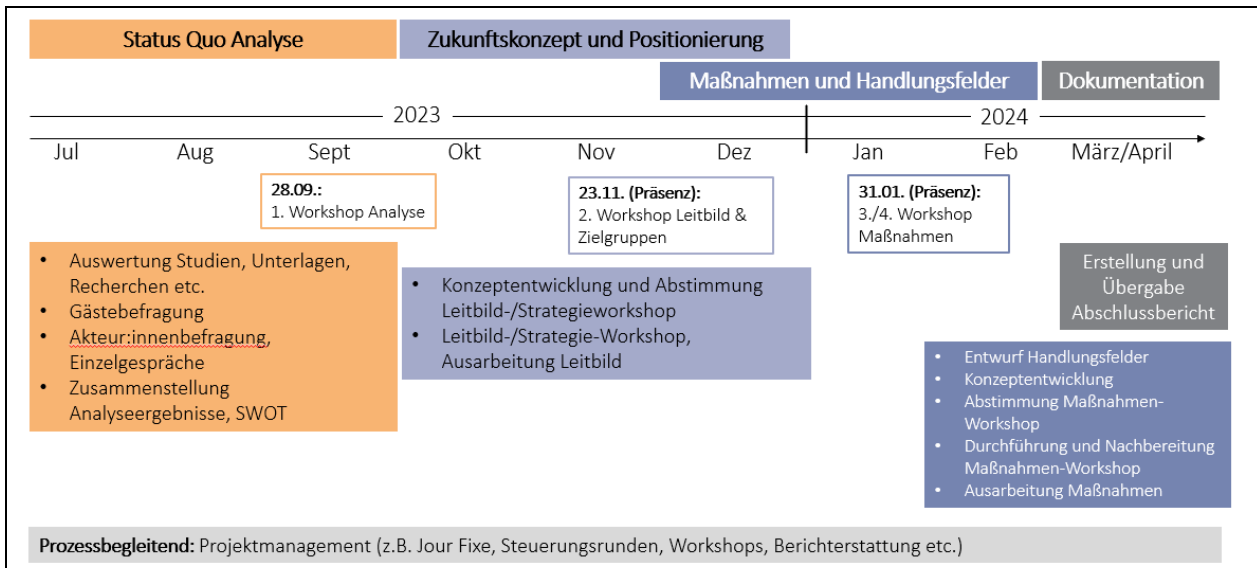 Status Quo Analyse
Zukunftskonzept und Positionierung
Maßnahmen und Handlungsfelder
Dokumentation
2023
2024
Jul
Aug
Sept
Okt
Nov
Dez
Jan
Feb
März/April
28.09.:
1. Workshop Analyse
23.11. (Präsenz):
2. Workshop Leitbild &
Zielgruppen
31.01. (Präsenz):
3./4. Workshop
Maßnahmen
• Auswertung Studien, Unterlagen,
Recherchen etc.
• Gästebefragung
• Akteur:innenbefragung,
Einzelgespräche
• Zusammenstellung
Analyseergebnisse, SWOT
• Konzeptentwicklung und Abstimmung
Leitbild-/Strategieworkshop
• Leitbild-/Strategie-Workshop,
Ausarbeitung Leitbild
Erstellung und
Übergabe
Abschlussbericht
• Entwurf Handlungsfelder
• Konzeptentwicklung
• Abstimmung Maßnahmen-
Workshop
• Durchführung und Nachbereitung
Maßnahmen-Workshop
• Ausarbeitung Maßnahmen
Prozessbegleitend: Projektmanagement (z.B. Jour Fixe, Steuerungsrunden, Workshops, Berichterstattung etc.)